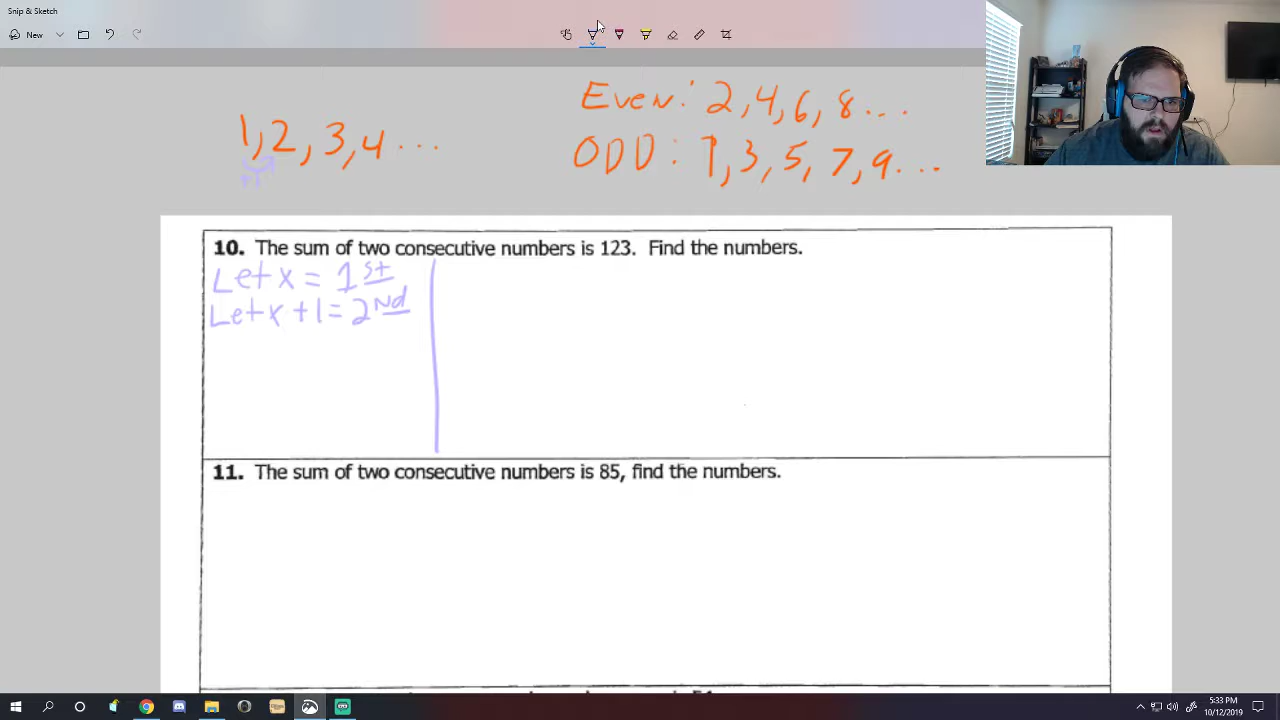 Snip & Sketch
New
Even: 2, 4, 6, 8...
1, 2, 3, 4...
ODD: 1, 3, 5, 7, 9...
+1
10. The sum of two consecutive numbers is 123. Find the numbers.
Let x = 1st
Let x + 1 = 2nd
11. The sum of two consecutive numbers is 85, find the numbers.
5:33 PM
10/12/2019